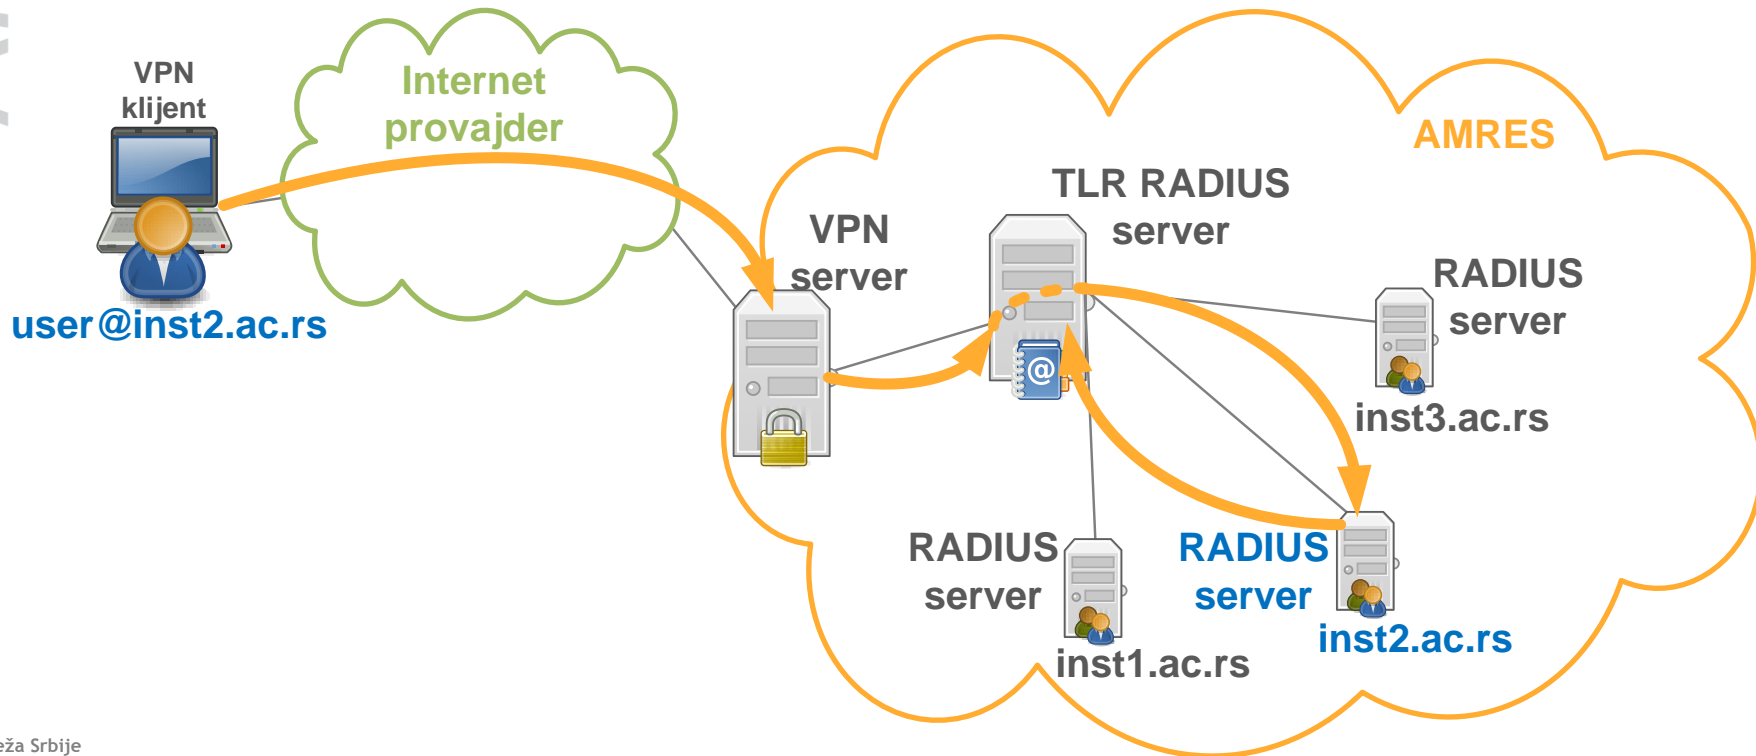 VPN
klijent
user@inst2.ac.rs
Internet
provajder
AMRES
VPN
server
TLR RADIUS
server
@
RADIUS
server
inst3.ac.rs
RADIUS
server
inst1.ac.rs
RADIUS
server
inst2.ac.rs
Srbije